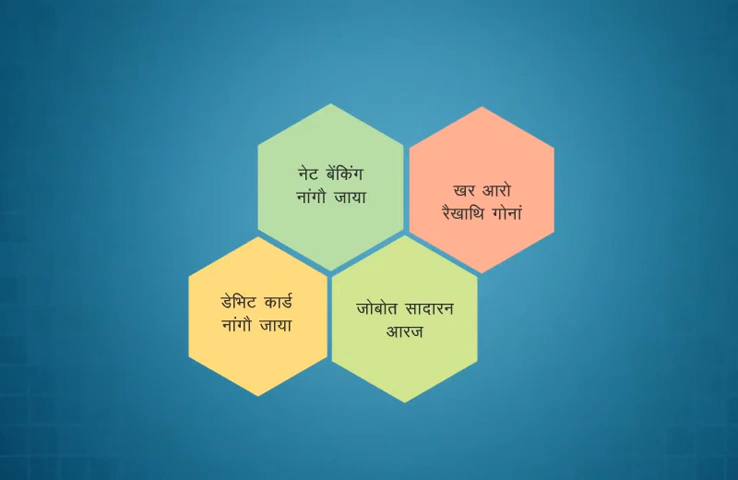 नेट बेंकिंग
नांगौ जाया
खर आरो
रैखाथि गोनां
डेभिट कार्ड
नांगौ जाया
जोबोत सादारन
आरज